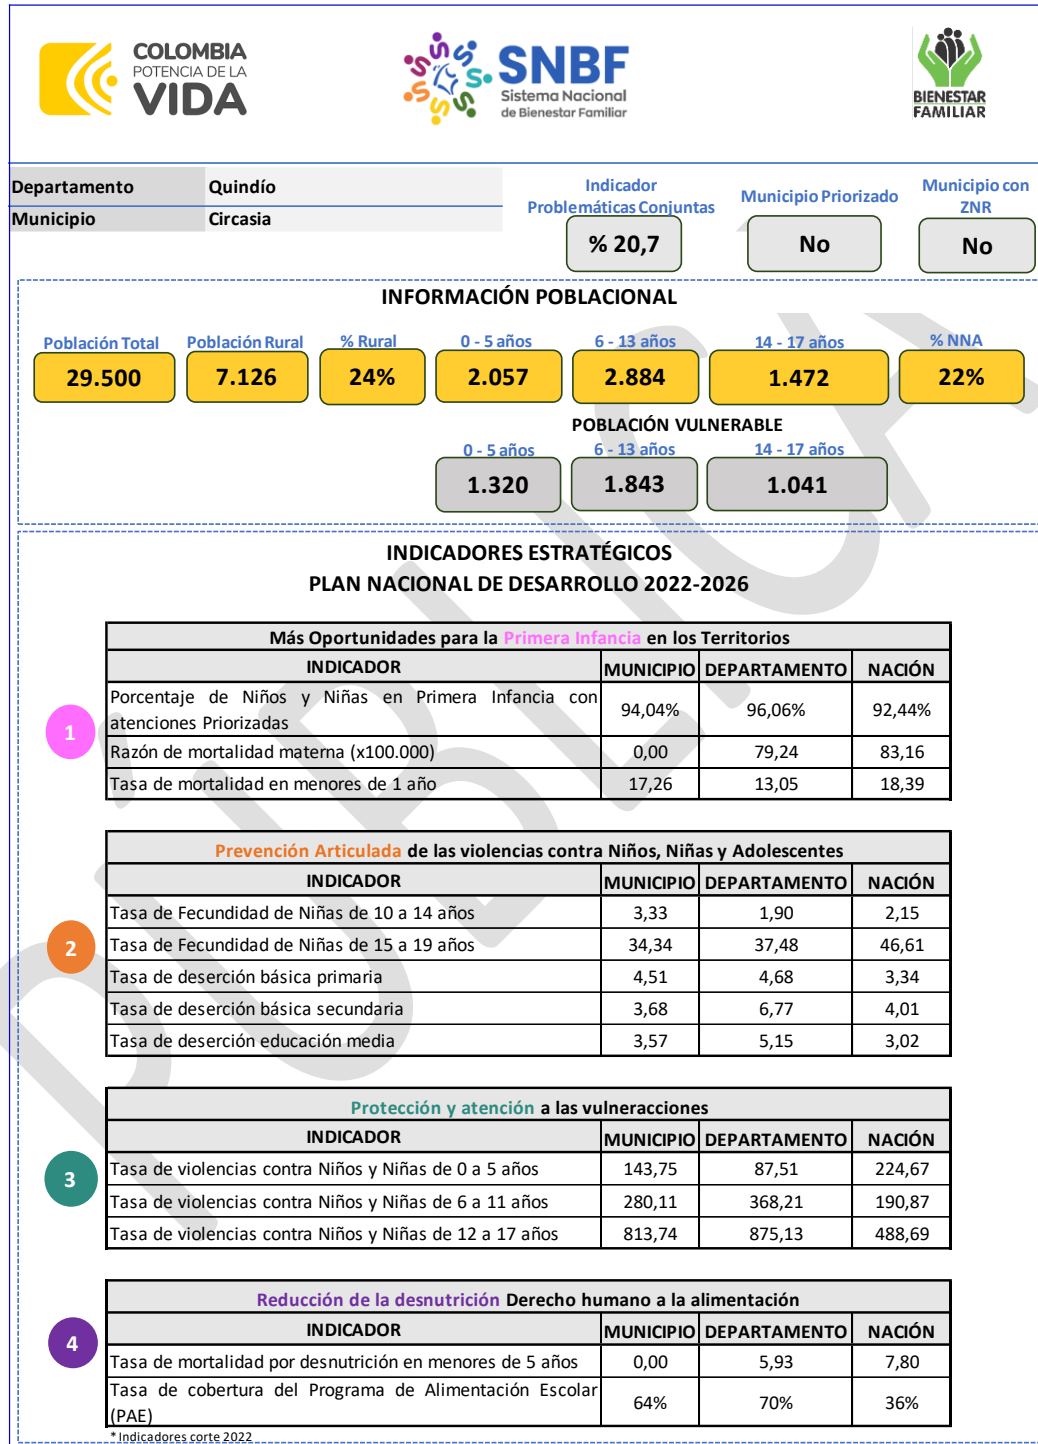 COLOMBIA
POTENCIA DE LA
VIDA
SNBF
Sistema Nacional
de Bienestar Familiar
BIENESTAR
FAMILIAR
Departamento Quindío
Municipio Circasia
Indicador
Problemáticas Conjuntas
% 20,7
Municipio Priorizado
No
Municipio con
ZNR
No
INFORMACIÓN POBLACIONAL
Población Total Población Rural % Rural 0 - 5 años 6 - 13 años 14 - 17 años % NNA
29.500 7.126 24% 2.057 2.884 1.472 22%
POBLACIÓN VULNERABLE
0 - 5 años 6 - 13 años 14 - 17 años
1.320 1.843 1.041
INDICADORES ESTRATÉGICOS
PLAN NACIONAL DE DESARROLLO 2022-2026
1
Más Oportunidades para la Primera Infancia en los Territorios
INDICADOR MUNICIPIO DEPARTAMENTO NACIÓN
Porcentaje de Niños y Niñas en Primera Infancia con
atenciones Priorizadas 94,04% 96,06% 92,44%
Razón de mortalidad materna (x100.000) 0,00 79,24 83,16
Tasa de mortalidad en menores de 1 año 17,26 13,05 18,39
2
Prevención Articulada de las violencias contra Niños, Niñas y Adolescentes
INDICADOR MUNICIPIO DEPARTAMENTO NACIÓN
Tasa de Fecundidad de Niñas de 10 a 14 años 3,33 1,90 2,15
Tasa de Fecundidad de Niñas de 15 a 19 años 34,34 37,48 46,61
Tasa de deserción básica primaria 4,51 4,68 3,34
Tasa de deserción básica secundaria 3,68 6,77 4,01
Tasa de deserción educación media 3,57 5,15 3,02
3
Protección y atención a las vulneracciones
INDICADOR MUNICIPIO DEPARTAMENTO NACIÓN
Tasa de violencias contra Niños y Niñas de 0 a 5 años 143,75 87,51 224,67
Tasa de violencias contra Niños y Niñas de 6 a 11 años 280,11 368,21 190,87
Tasa de violencias contra Niños y Niñas de 12 a 17 años 813,74 875,13 488,69
4
Reducción de la desnutrición Derecho humano a la alimentación
INDICADOR MUNICIPIO DEPARTAMENTO NACIÓN
Tasa de mortalidad por desnutrición en menores de 5 años 0,00 5,93 7,80
Tasa de cobertura del Programa de Alimentación Escolar
(PAE) 64% 70% 36%
* Indicadores corte 2022
PÚBLICA